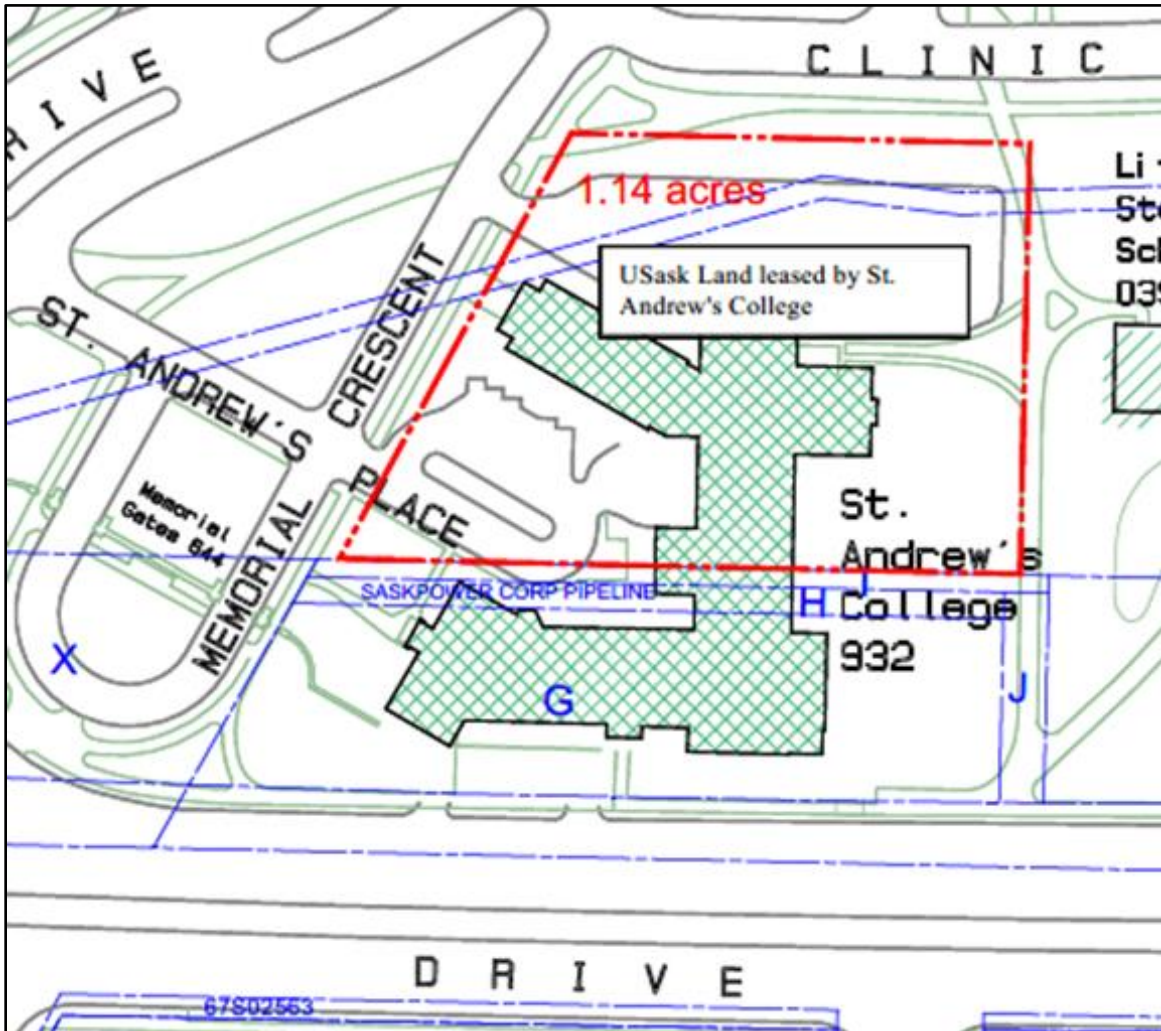 CLINIC
DRIVE
1.14 acres
USask Land leased by St.
Andrew's College
ST. ANDREW'S PLACE
MEMORIAL CRESCENT
Memorial
Gates 644
SASKPOWER CORP PIPELINE
St.
Andrew's
College
932
X
G
H
J
J
DRIVE
67S02563